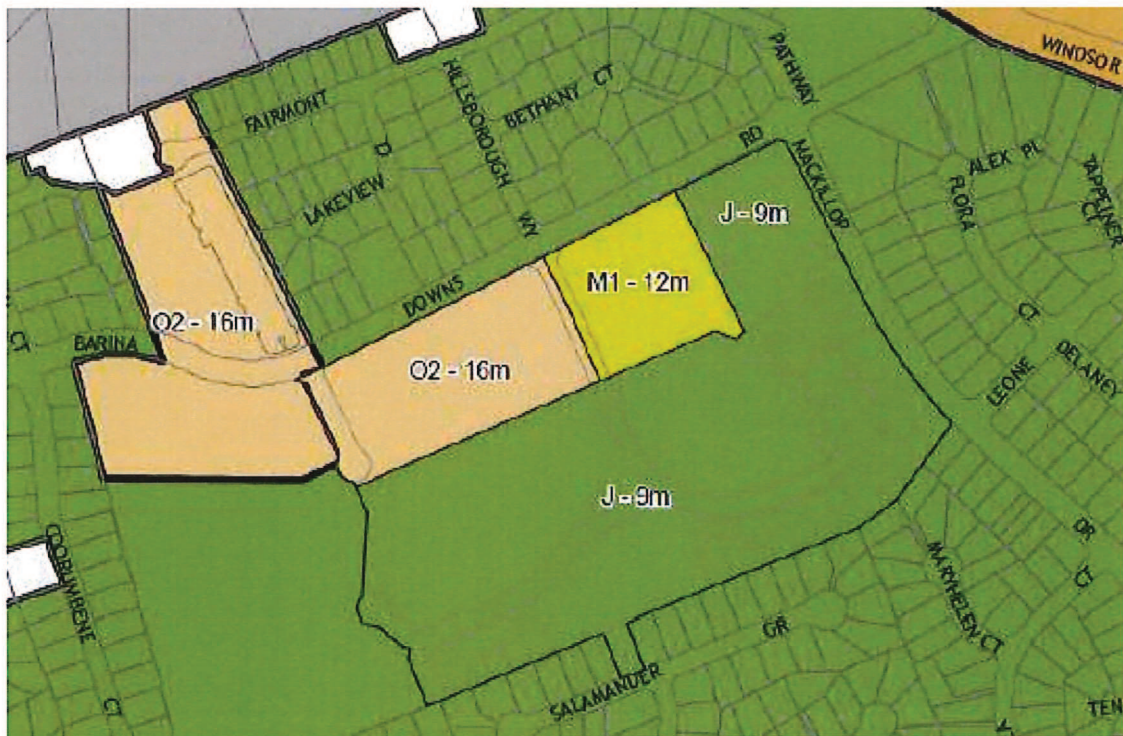 WINDSOR
PATHWAY
FAIRMONT
HILLSBOROUGH
WY
BETHANY CT
LAKEVIEW
D
RD
MACKILLOP
ALEX PL
TAPPEINER
CT
FLORA
CT
J - 9m
M1 - 12m
DOWNS
O2 - 16m
BARINA
CT
O2 - 16m
LEONE
DELANEY
CT
J - 9m
DR
COORUMBENE
CT
MARYHELEN CT
GR
SALAMANDER
TEN